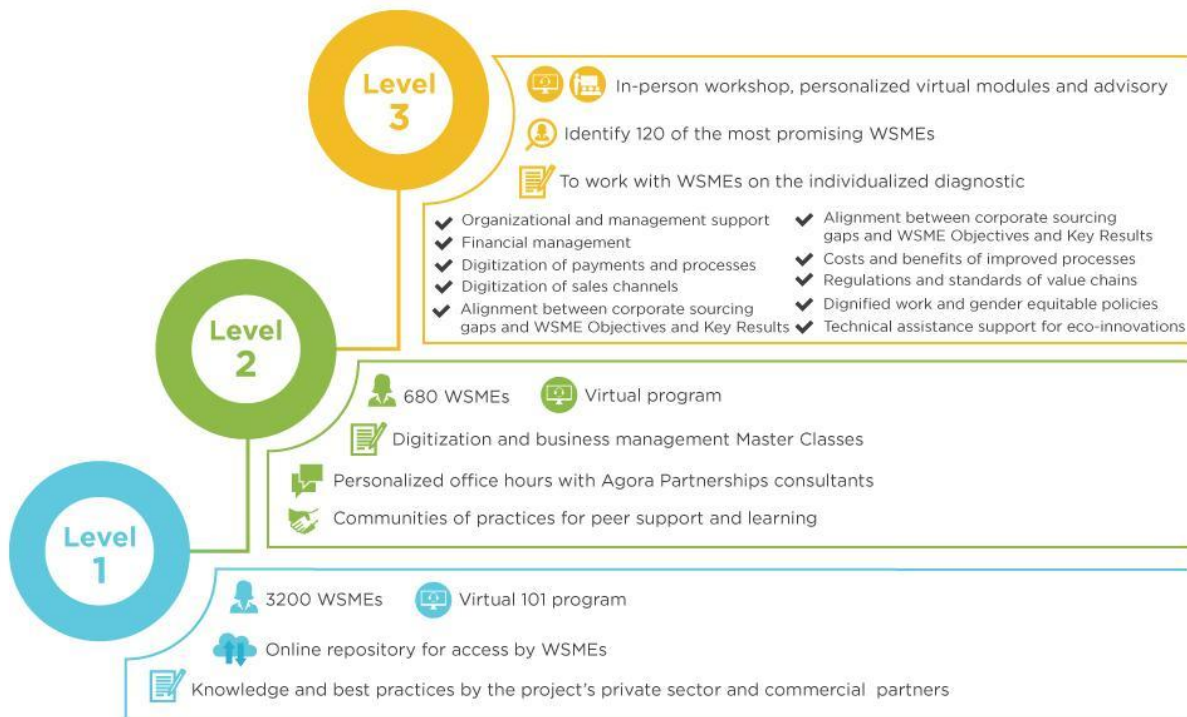 Level
3
In-person workshop, personalized virtual modules and advisory
Identify 120 of the most promising WSMEs
To work with WSMEs on the individualized diagnostic
Organizational and management support
Financial management
Digitization of payments and processes
Digitization of sales channels
Alignment between corporate sourcing
gaps and WSME Objectives and Key Results
Alignment between corporate sourcing
gaps and WSME Objectives and Key Results
Costs and benefits of improved processes
Regulations and standards of value chains
Dignified work and gender equitable policies
Technical assistance support for eco-innovations
Level
2
680 WSMEs
Virtual program
Digitization and business management Master Classes
Personalized office hours with Agora Partnerships consultants
Communities of practices for peer support and learning
Level
1
3200 WSMEs
Virtual 101 program
Online repository for access by WSMEs
Knowledge and best practices by the project's private sector and commercial partners